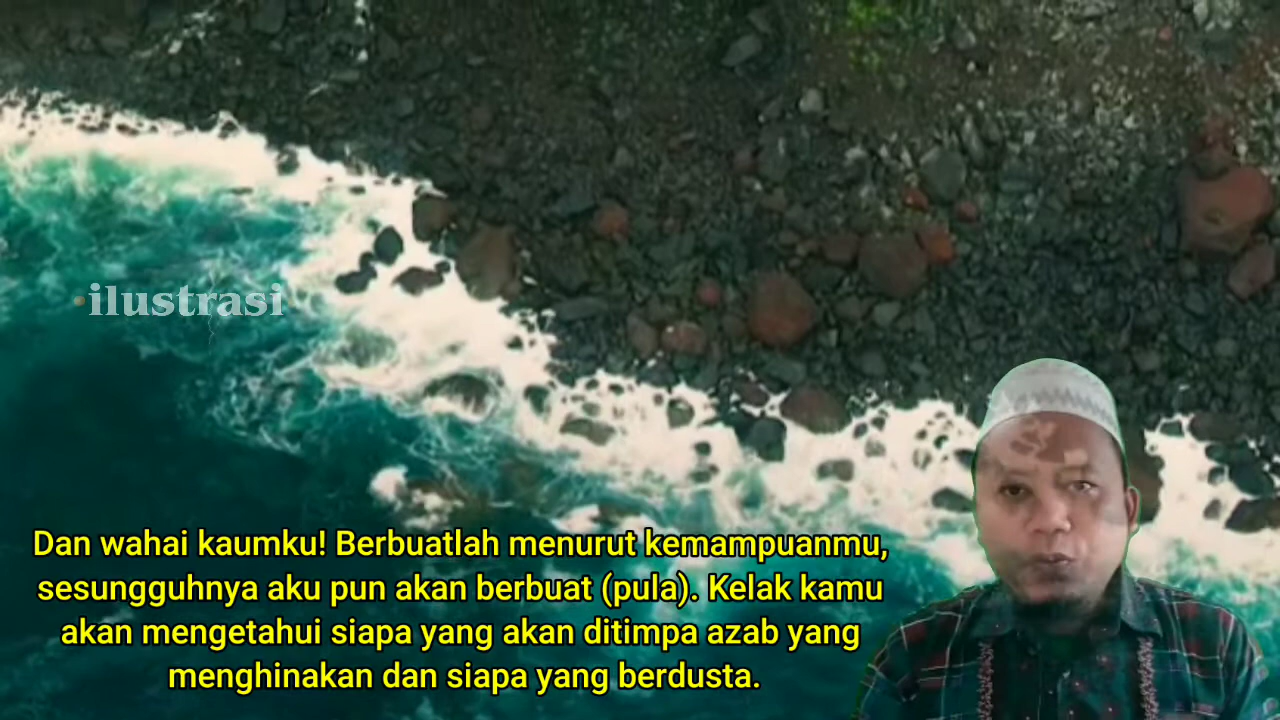 ilustrasi
Dan wahai kaumku! Berbuatlah menurut kemampuanmu,
sesungguhnya aku pun akan berbuat (pula). Kelak kamu
akan mengetahui siapa yang akan ditimpa azab yang
menghinakan dan siapa yang berdusta.